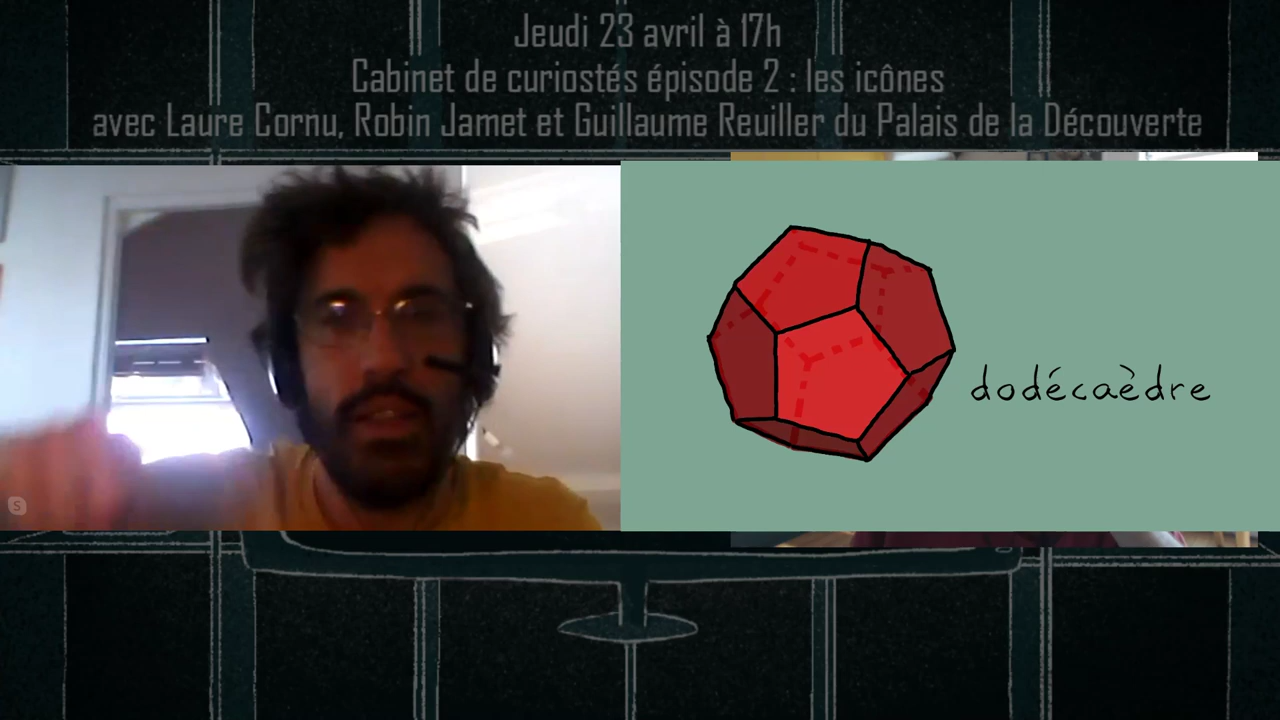 Jeudi 23 avril à 17h
Cabinet de curiostés épisode 2 : les icônes
avec Laure Cornu, Robin Jamet et Guillaume Reuiller du Palais de la Découverte
dodécaèdre
S